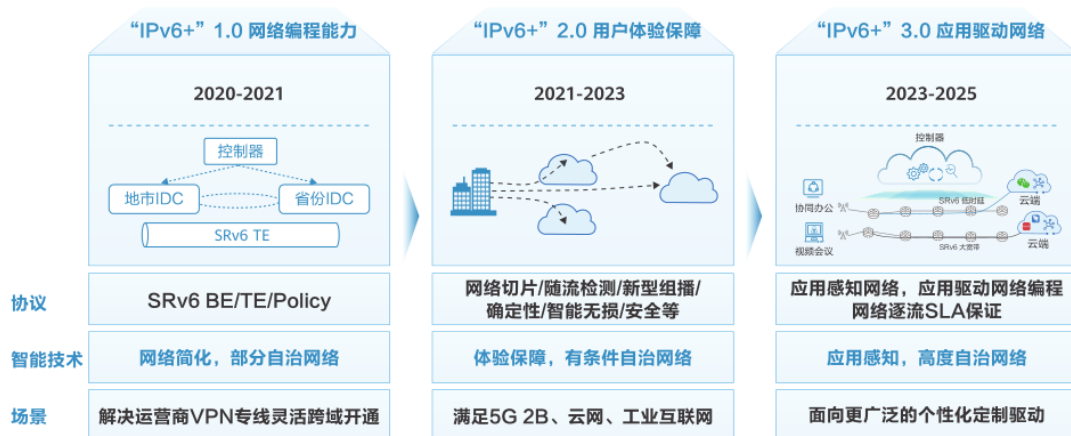 “IPv6+” 1.0 网络编程能力
“IPv6+” 2.0 用户体验保障
“IPv6+” 3.0 应用驱动网络
2020-2021
2021-2023
2023-2025
控制器
地市IDC
省份IDC
SRv6 TE
控制器
协同办公
SRv6 低时延
云端
视频会议
SRv6 大宽带
云端
协议
SRv6 BE/TE/Policy
网络切片/随流检测/新型组播/
确定性/智能无损/安全等
应用感知网络，应用驱动网络编程
网络逐流SLA保证
智能技术
网络简化，部分自治网络
体验保障，有条件自治网络
应用感知，高度自治网络
场景
解决运营商VPN专线灵活跨域开通
满足5G 2B、云网、工业互联网
面向更广泛的个性化定制驱动